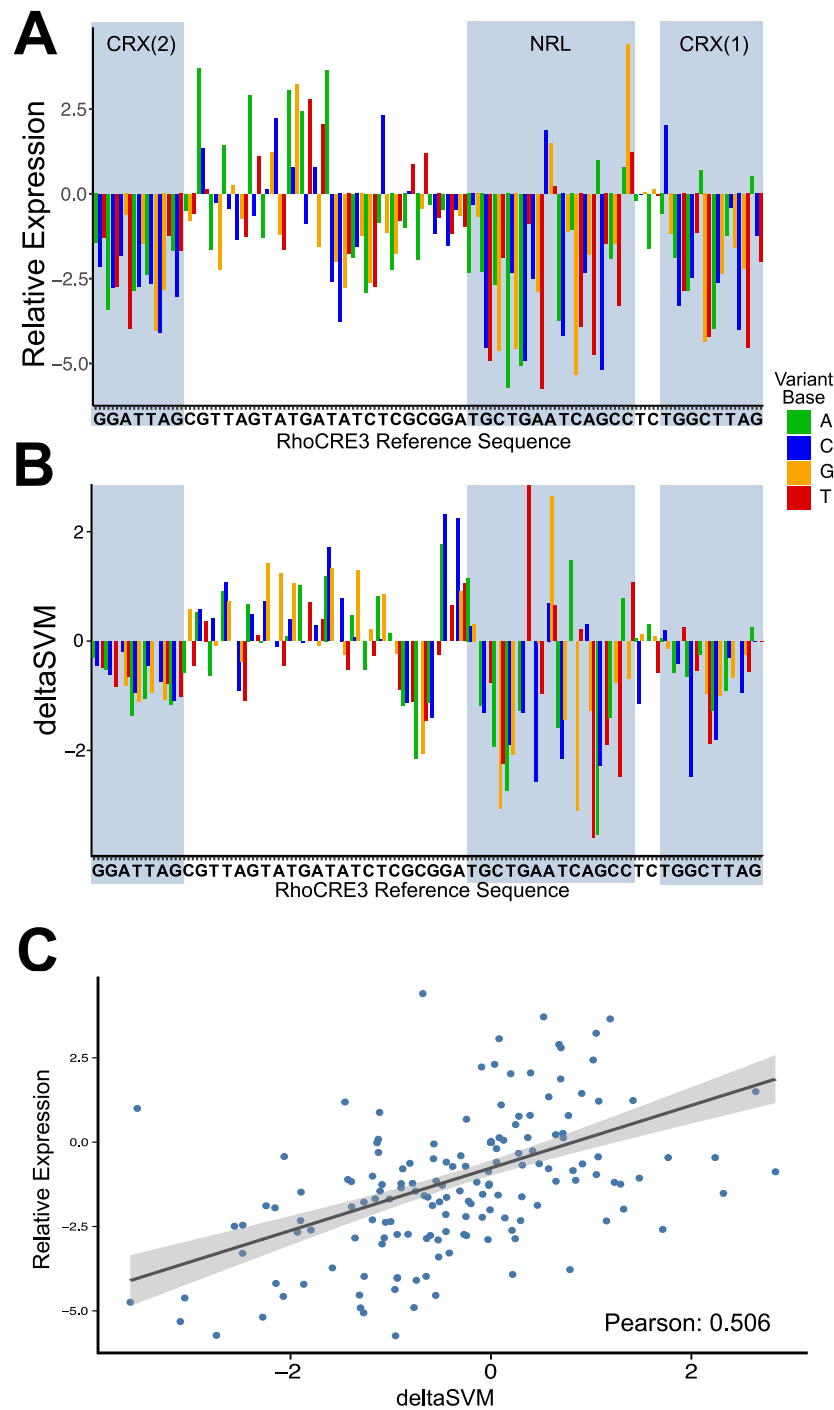 A
CRX(2)
NRL
CRX(1)
Relative Expression
2.5
0.0
−2.5
−5.0
GGATTAGCGTTAGTATGATATCTCGCGGATGCTGAATCAGCCTCTGGCTTAG
RhoCRE3 Reference Sequence
Variant
Base
A
C
G
T
B
deltaSVM
2
0
−2
GGATTAGCGTTAGTATGATATCTCGCGGATGCTGAATCAGCCTCTGGCTTAG
RhoCRE3 Reference Sequence
C
Relative Expression
2.5
0.0
−2.5
−5.0
Pearson: 0.506
−2
0
2
deltaSVM